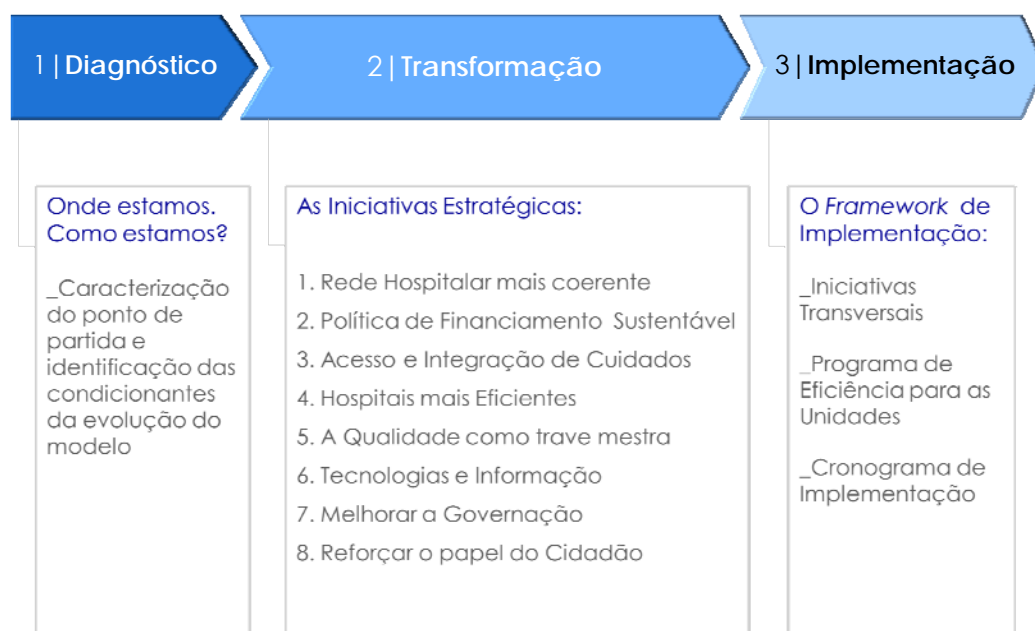 1|Diagnóstico
2|Transformação
3|Implementação
Onde estamos.
Como estamos?
_Caracterização
do ponto de
partida e
identificação das
condicionantes
da evolução do
modelo
As Iniciativas Estratégicas:
1. Rede Hospitalar mais coerente
2. Política de Financiamento Sustentável
3. Acesso e Integração de Cuidados
4. Hospitais mais Eficientes
5. A Qualidade como trave mestra
6. Tecnologias e Informação
7. Melhorar a Governação
8. Reforçar o papel do Cidadão
O Framework de
Implementação:
_Iniciativas
Transversais
_Programa de
Eficiência para as
Unidades
_Cronograma de
Implementação